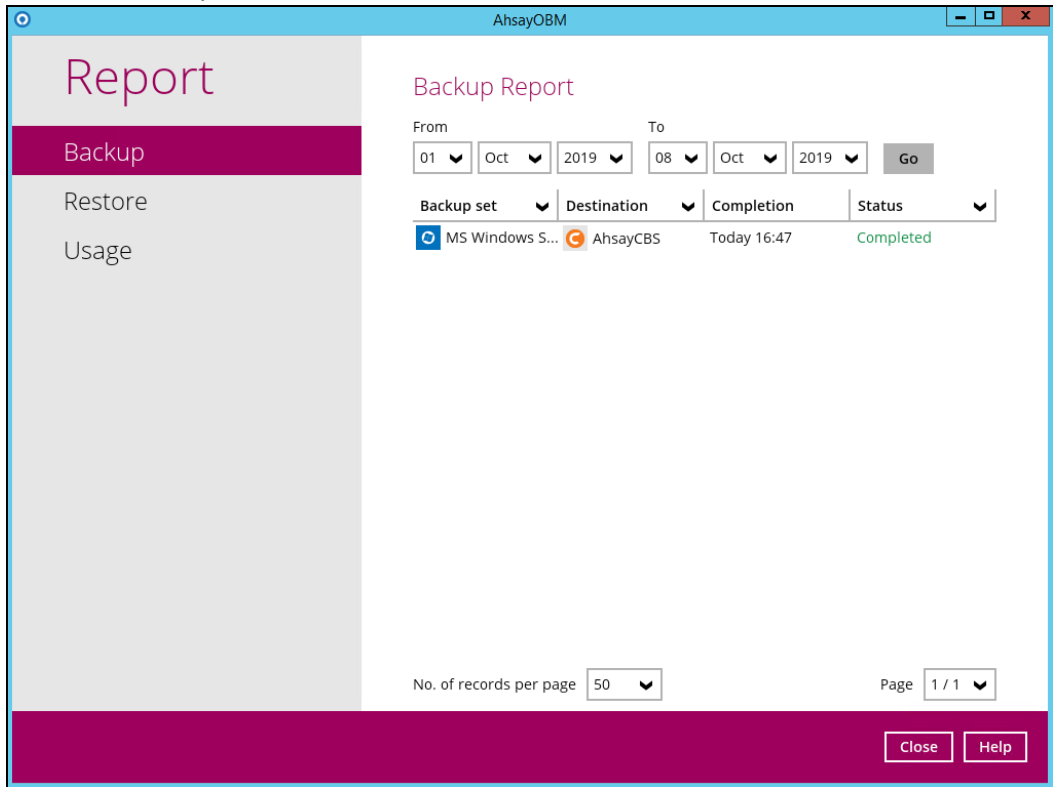 AhsayOBM
Report
Backup
Restore
Usage
Backup Report
From To
01 Oct 2019 08 Oct 2019 Go
Backup set Destination Completion Status
MS Windows S... AhsayCBS Today 16:47 Completed
No. of records per page 50 Page 1 / 1
Close Help